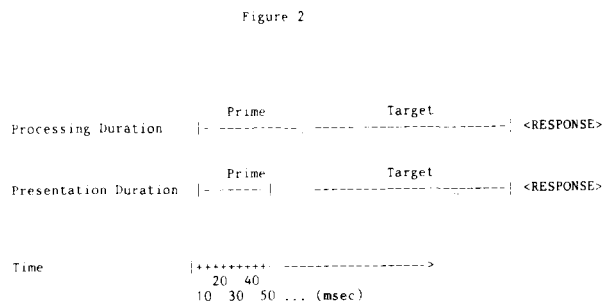 Figure 2
Prime Target
Processing Duration |- ---------- , --- --------------------| <RESPONSE>
Prime Target
Presentation Duration |- ------ | ------------------------| <RESPONSE>
Time |+++++++++- ------------------>
20 40
10 30 50 ... (msec)